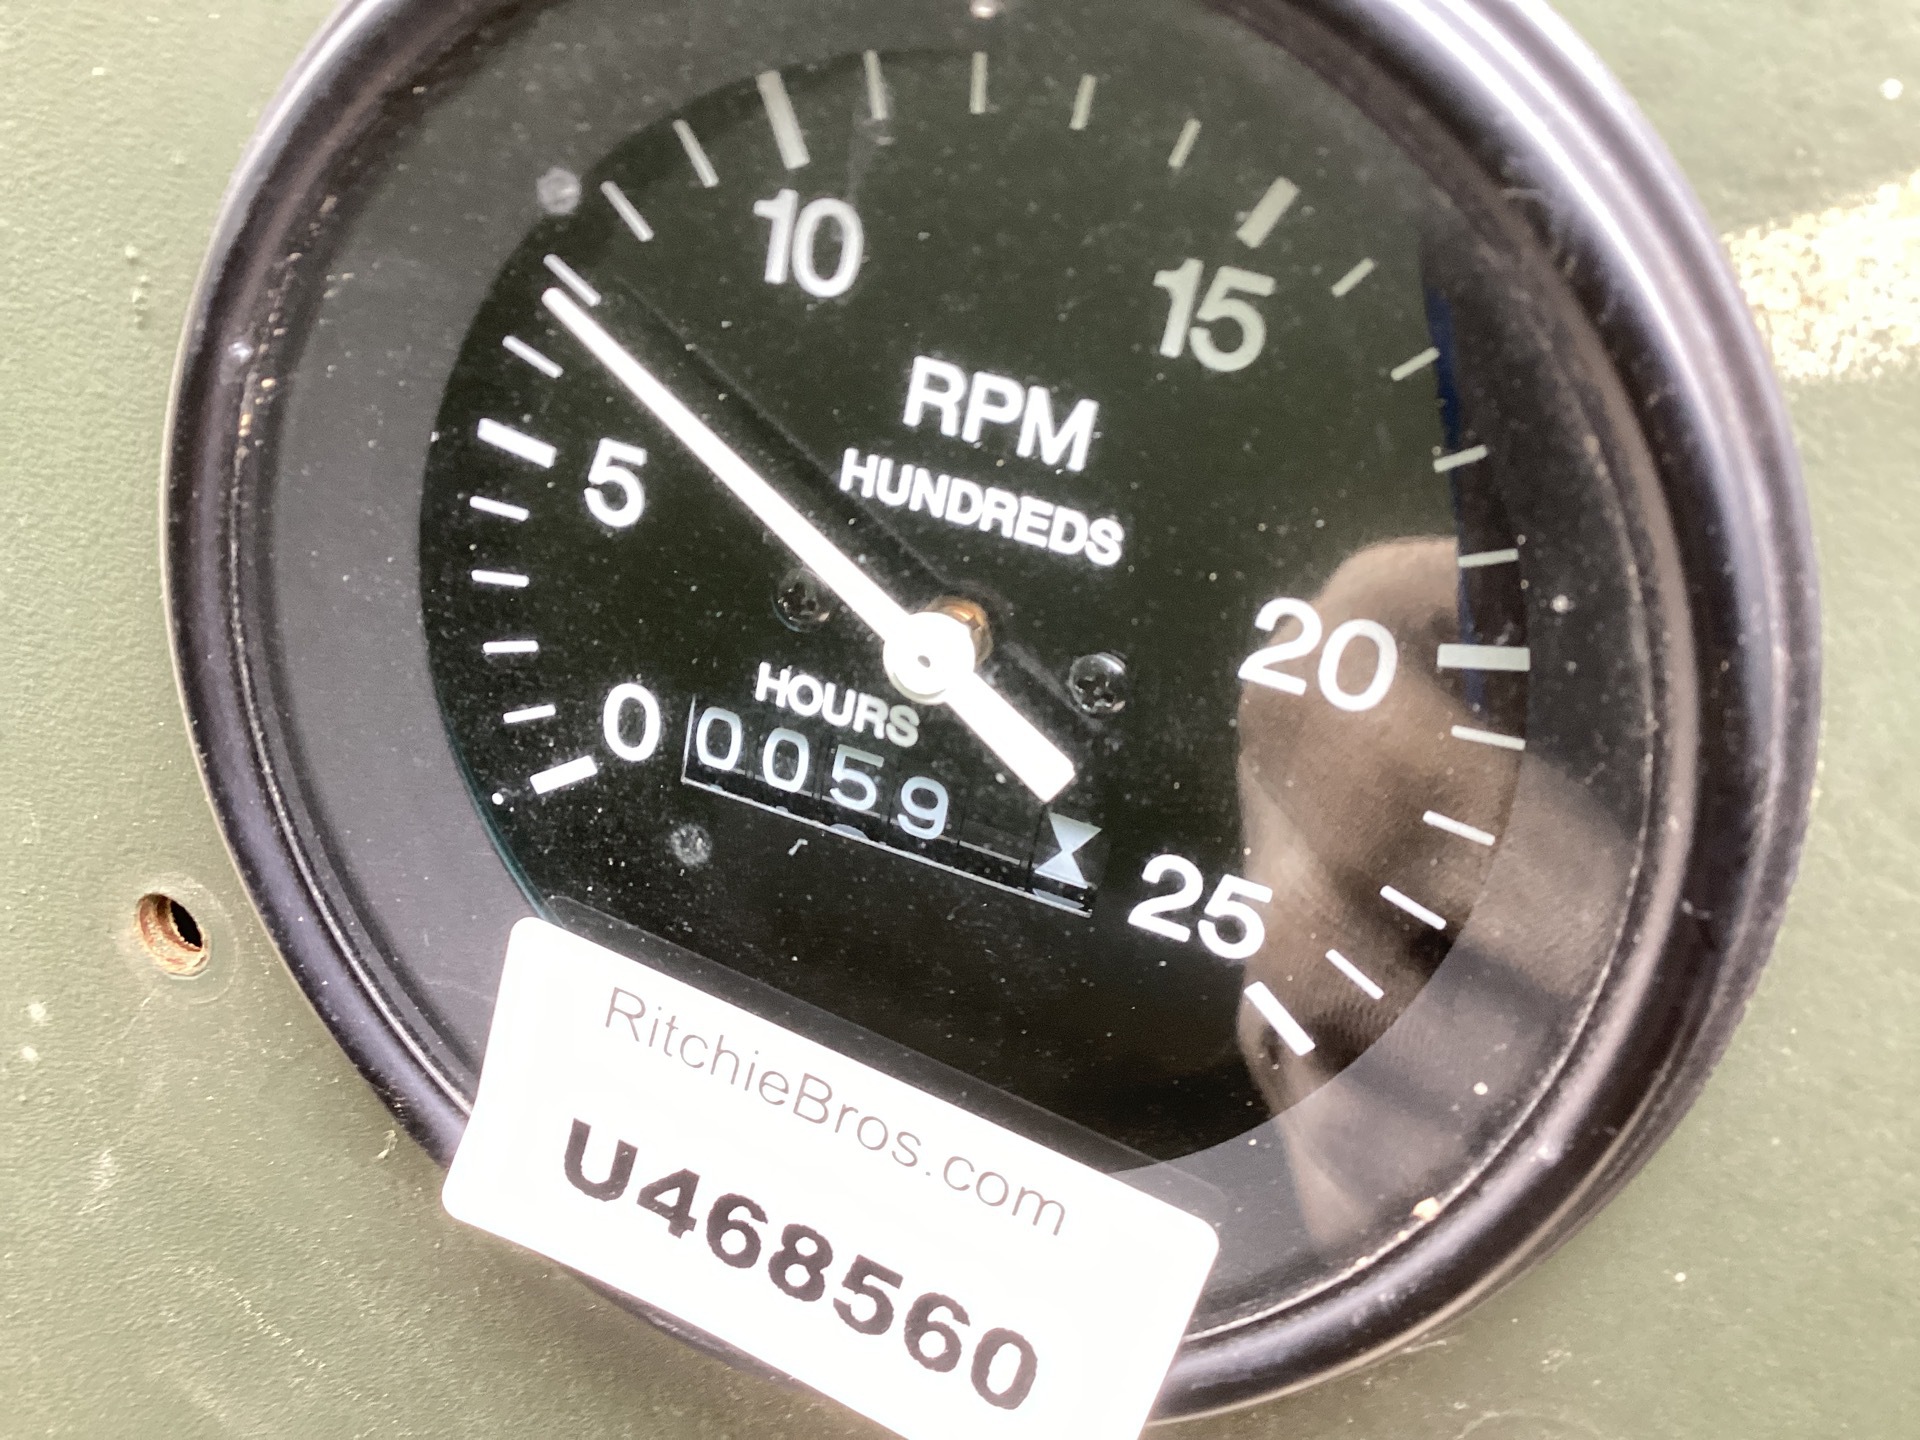 10
15
RPM
5
HUNDREDS
20
HOURS
0
0059
25
RitchieBros.com
U468560